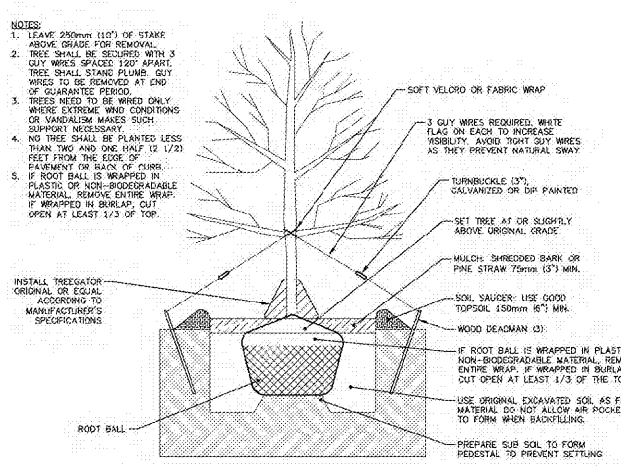 NOTES:
1. LEAVE 250mm (10") OF STAKE
ABOVE GRADE FOR REMOVAL.
2. TREE SHALL BE SECURED WITH 3
GUY WIRES SPACED 120° APART.
TREE SHALL STAND PLUMB. GUY
WIRES TO BE REMOVED AT END
OF GUARANTEE PERIOD.
3. TREES NEED TO BE WIRED ONLY
WHERE EXTREME WIND CONDITIONS
OR VANDALISM MAKES SUCH
SUPPORT NECESSARY.
4. NO TREE SHALL BE PLANTED LESS
THAN TWO AND ONE HALF (2 1/2)
FEET FROM THE EDGE OF
PAVEMENT OR BACK OF CURB.
5. IF ROOT BALL IS WRAPPED IN
PLASTIC OR NON-BIODEGRADABLE
MATERIAL, REMOVE ENTIRE WRAP.
IF WRAPPED IN BURLAP, CUT
OPEN AT LEAST 1/3 OF TOP.
INSTALL TREEGATOR
ORIGINAL OR EQUAL
ACCORDING TO
MANUFACTURER'S
SPECIFICATIONS
ROOT BALL
SOFT VELCRO OR FABRIC WRAP
3 GUY WIRES REQUIRED, WHITE
FLAG ON EACH TO INCREASE
VISIBILITY. AVOID TIGHT GUY WIRES
AS THEY PREVENT NATURAL SWAY.
TURNBUCKLE (3"),
GALVANIZED OR DIP PAINTED
SET TREE AT OR SLIGHTLY
ABOVE ORIGINAL GRADE.
MULCH: SHREDDED BARK OR
PINE STRAW 75mm (3") MIN.
SOIL SAUCER: USE GOOD
TOPSOIL 150mm (6") MIN.
WOOD DEADMAN (3)
IF ROOT BALL IS WRAPPED IN PLAST
NON-BIODEGRADABLE MATERIAL, REM
ENTIRE WRAP. IF WRAPPED IN BURLA
CUT OPEN AT LEAST 1/3 OF THE TO
USE ORIGINAL EXCAVATED SOIL AS F
MATERIAL DO NOT ALLOW AIR POCKE
TO FORM WHEN BACKFILLING.
PREPARE SUB SOIL TO FORM
PEDESTAL TO PREVENT SETTLING